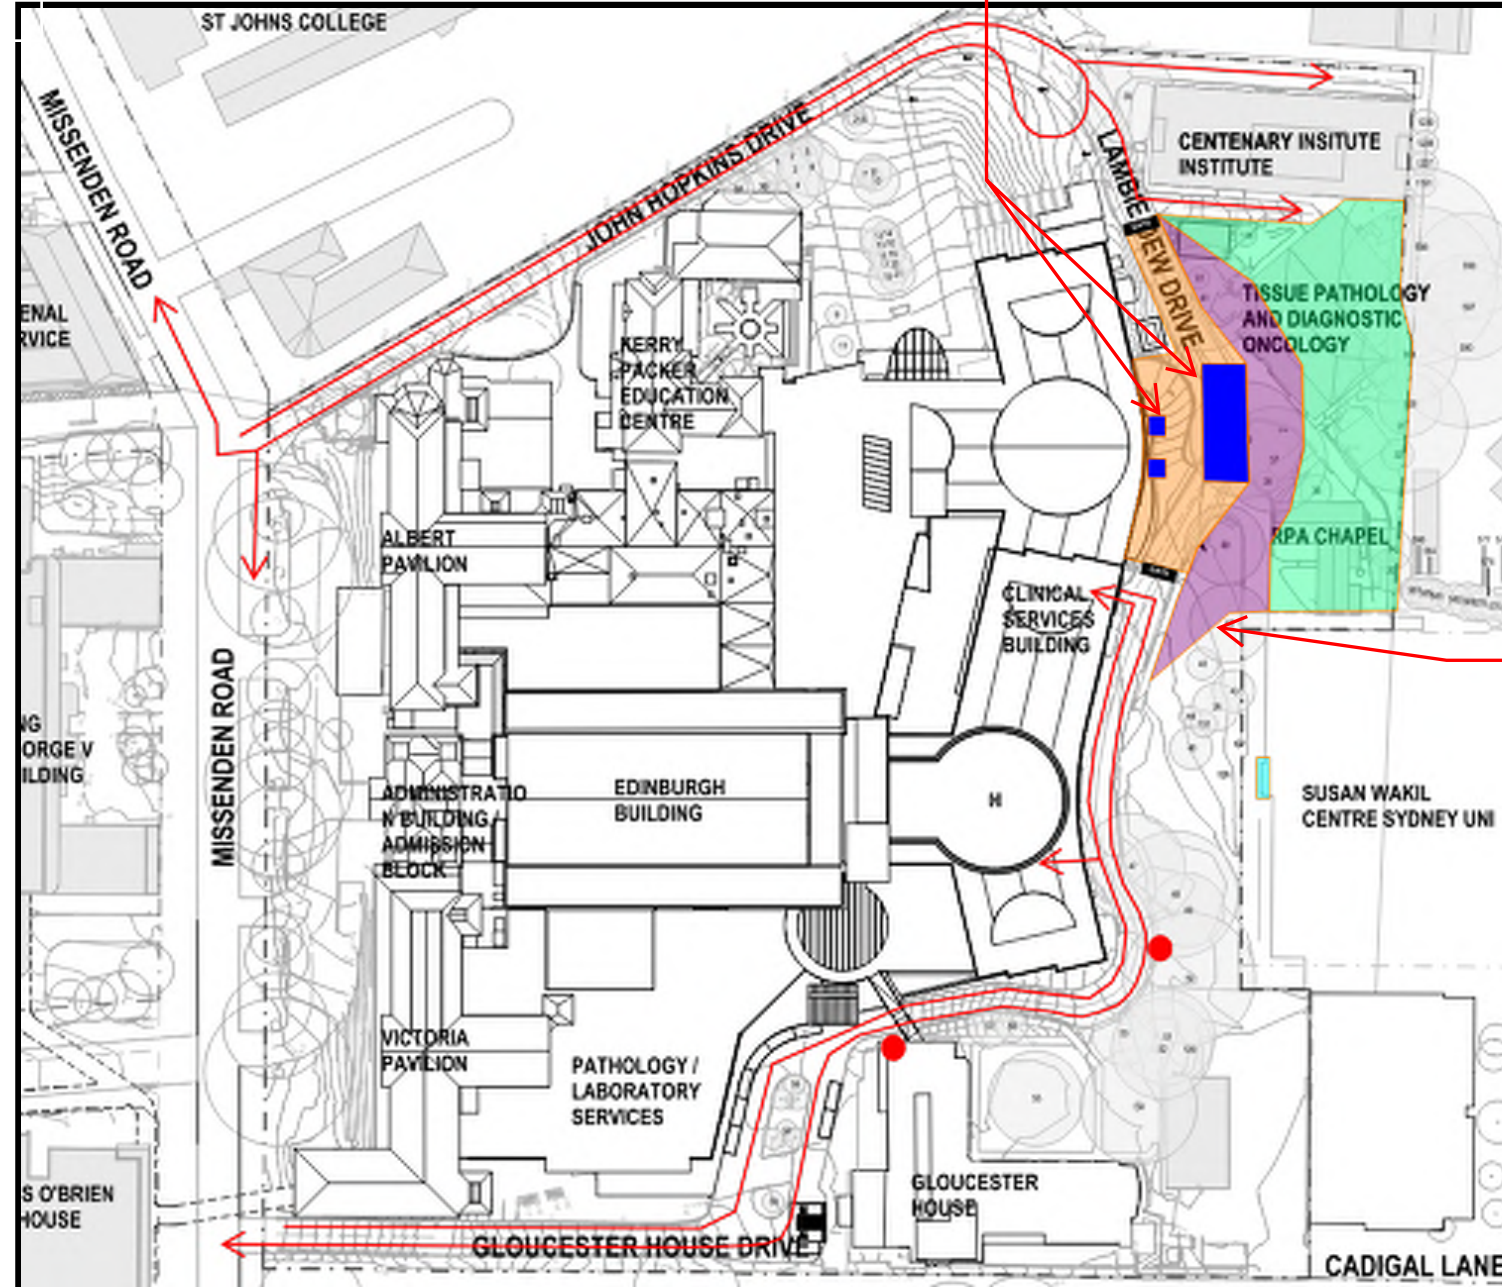 ST JOHNS COLLEGE
MISSENDEN ROAD
JOHN HOPKINS DRIVE
LAMBIE DEW DRIVE
CENTENARY INSITUTE
INSTITUTE
ENAL
RVICE
TISSUE PATHOLOGY
AND DIAGNOSTIC
ONCOLOGY
KERRY
PACKER
EDUCATION
CENTRE
ALBERT
PAVILION
RPA CHAPEL
CLINICAL
SERVICES
BUILDING
MISSENDEN ROAD
NG
ORGE V
ILDING
ADMINISTRATIO
N BUILDING /
ADMISSION
BLOCK
EDINBURGH
BUILDING
H
SUSAN WAKIL
CENTRE SYDNEY UNI
VICTORIA
PAVILION
PATHOLOGY /
LABORATORY
SERVICES
S O'BRIEN
HOUSE
GLOUCESTER
HOUSE
GLOUCESTER HOUSE DRIVE
CADIGAL LANE